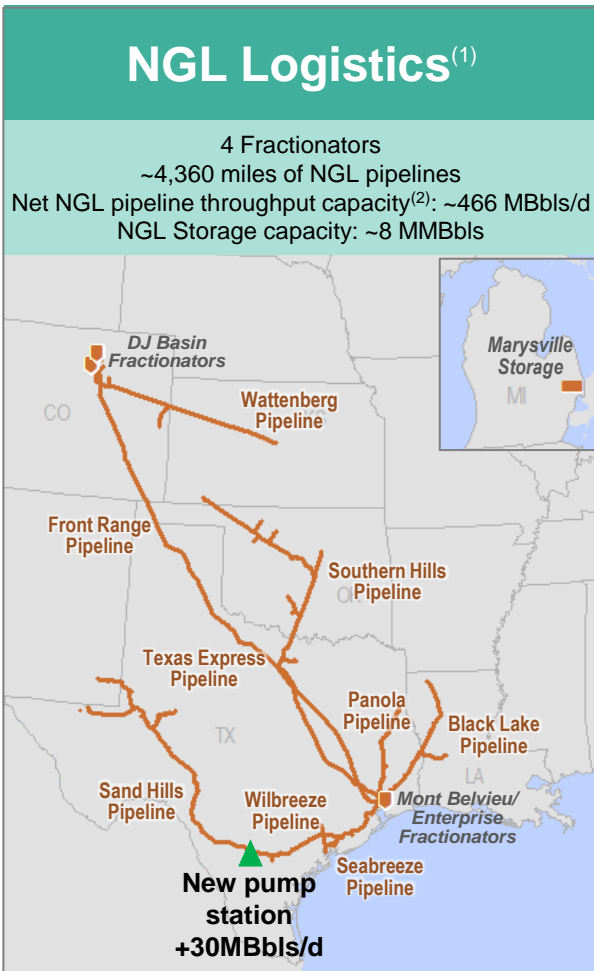 NGL Logistics(1)
4 Fractionators
~4,360 miles of NGL pipelines
Net NGL pipeline throughput capacity(2): ~466 MBbls/d
NGL Storage capacity: ~8 MMBbls
DJ Basin
Fractionators
Marysville
Storage
MI
CO
Wattenberg
Pipeline
KS
Front Range
Pipeline
Southern Hills
Pipeline
OK
Texas Express
Pipeline
Panola
Pipeline
Black Lake
Pipeline
TX
LA
Sand Hills
Pipeline
Wilbreeze
Pipeline
Mont Belvieu/
Enterprise
Fractionators
Seabreeze
Pipeline
New pump
station
+30MBbls/d